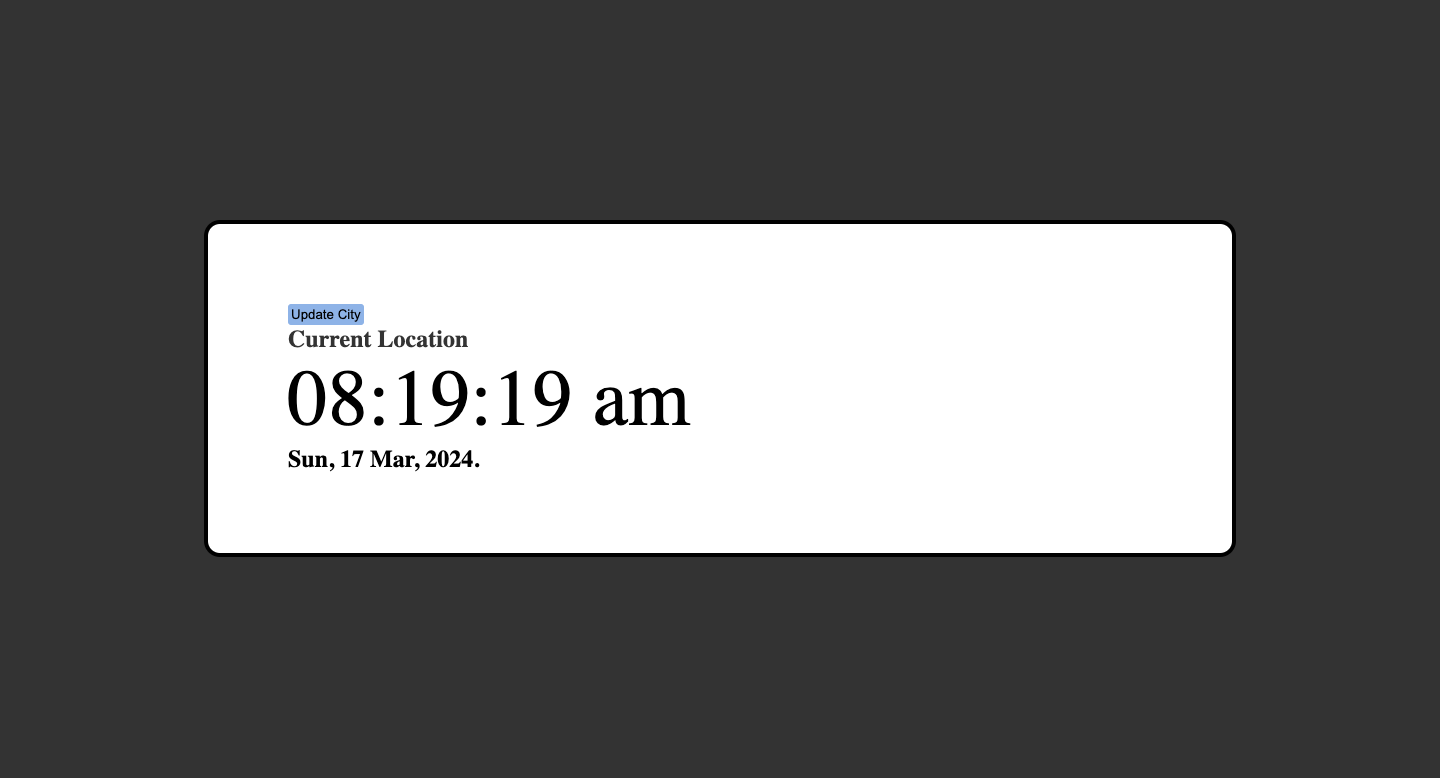 Update City
Current Location
08:19:19 am
Sun, 17 Mar, 2024.